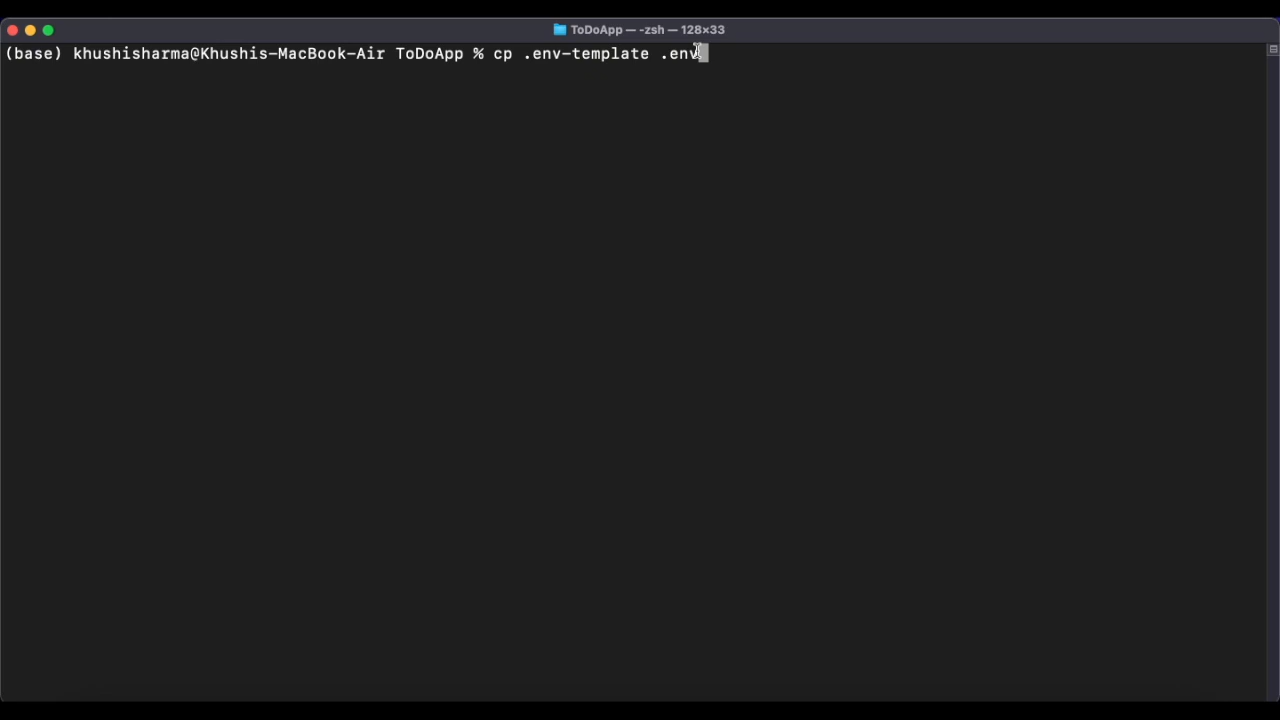 ToDoApp — -zsh — 128×33
(base) khushisharma@Khushis-MacBook-Air ToDoApp % cp .env-template .env